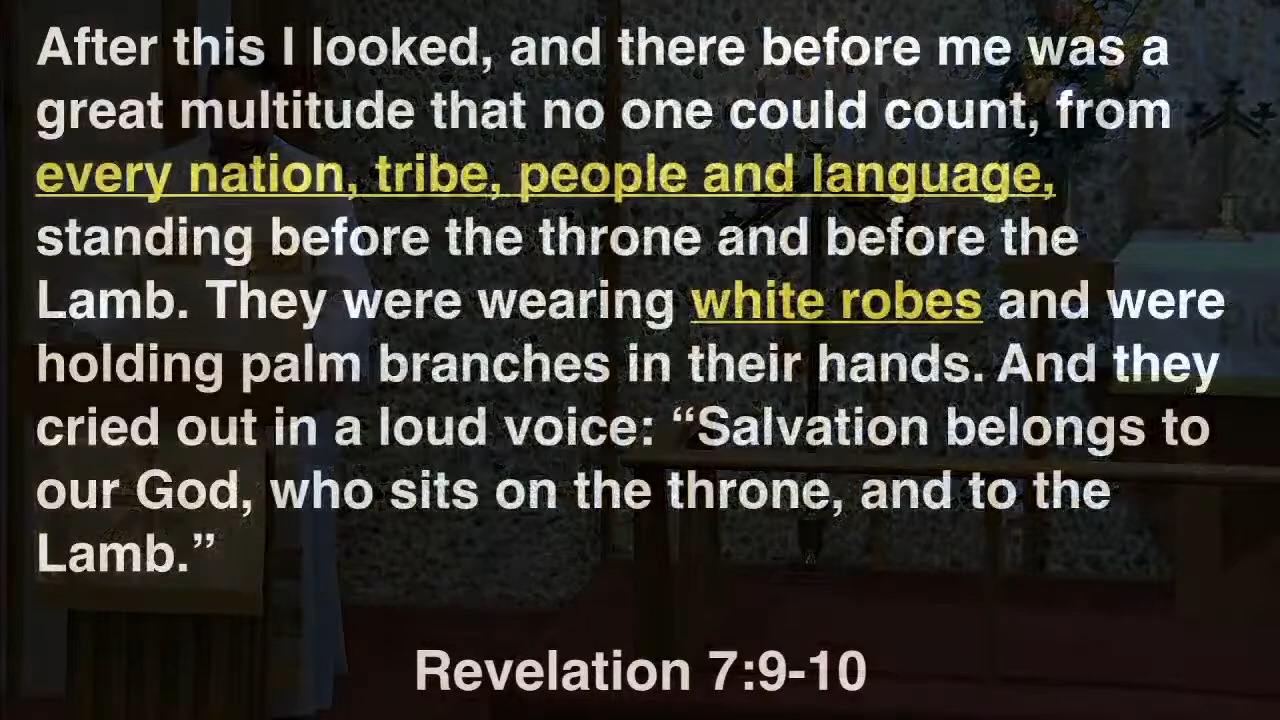 After this I looked, and there before me was a
great multitude that no one could count, from
every nation, tribe, people and language,
standing before the throne and before the
Lamb. They were wearing white robes and were
holding palm branches in their hands. And they
cried out in a loud voice: “Salvation belongs to
our God, who sits on the throne, and to the
Lamb.”
Revelation 7:9-10